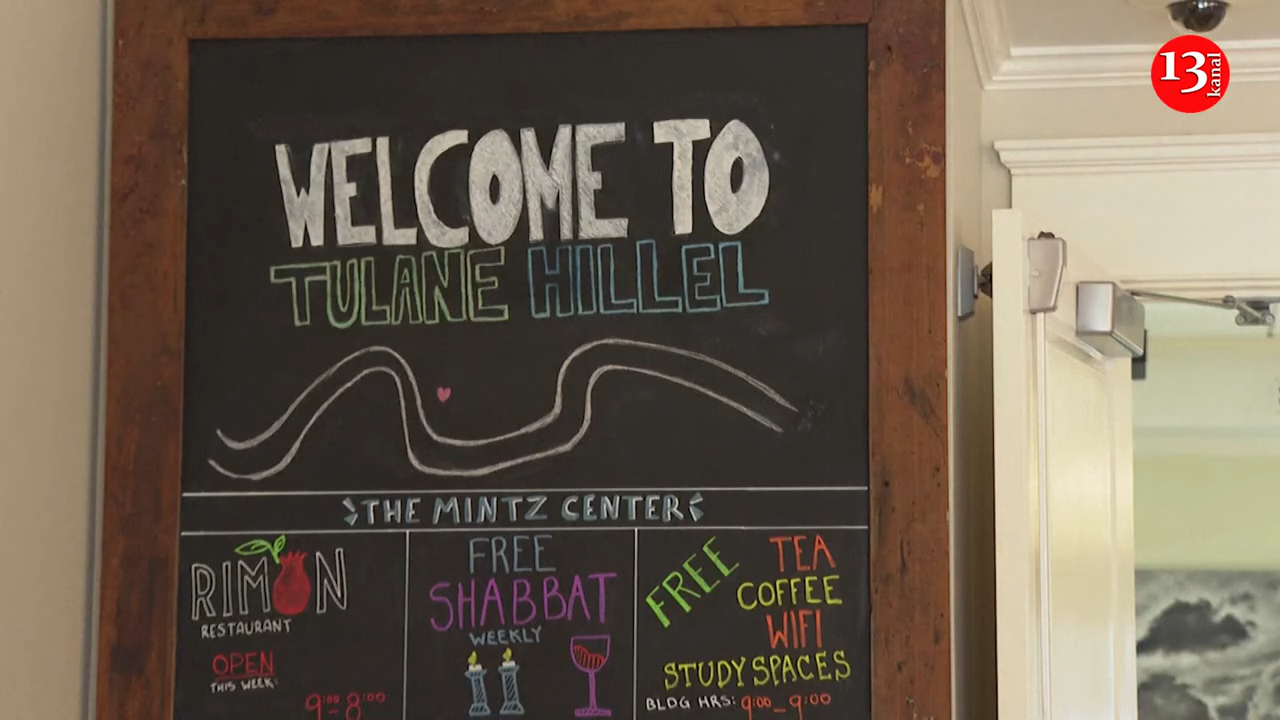 13 kanal
WELCOME TO
TULANE HILLEL
THE MINTZ CENTER
RIMON
RESTAURANT
OPEN
THIS WEEK:
9:00-8:00
FREE
SHABBAT
WEEKLY
FREE
TEA
COFFEE
WIFI
STUDY SPACES
BLDG HRS: 9:00-9:00